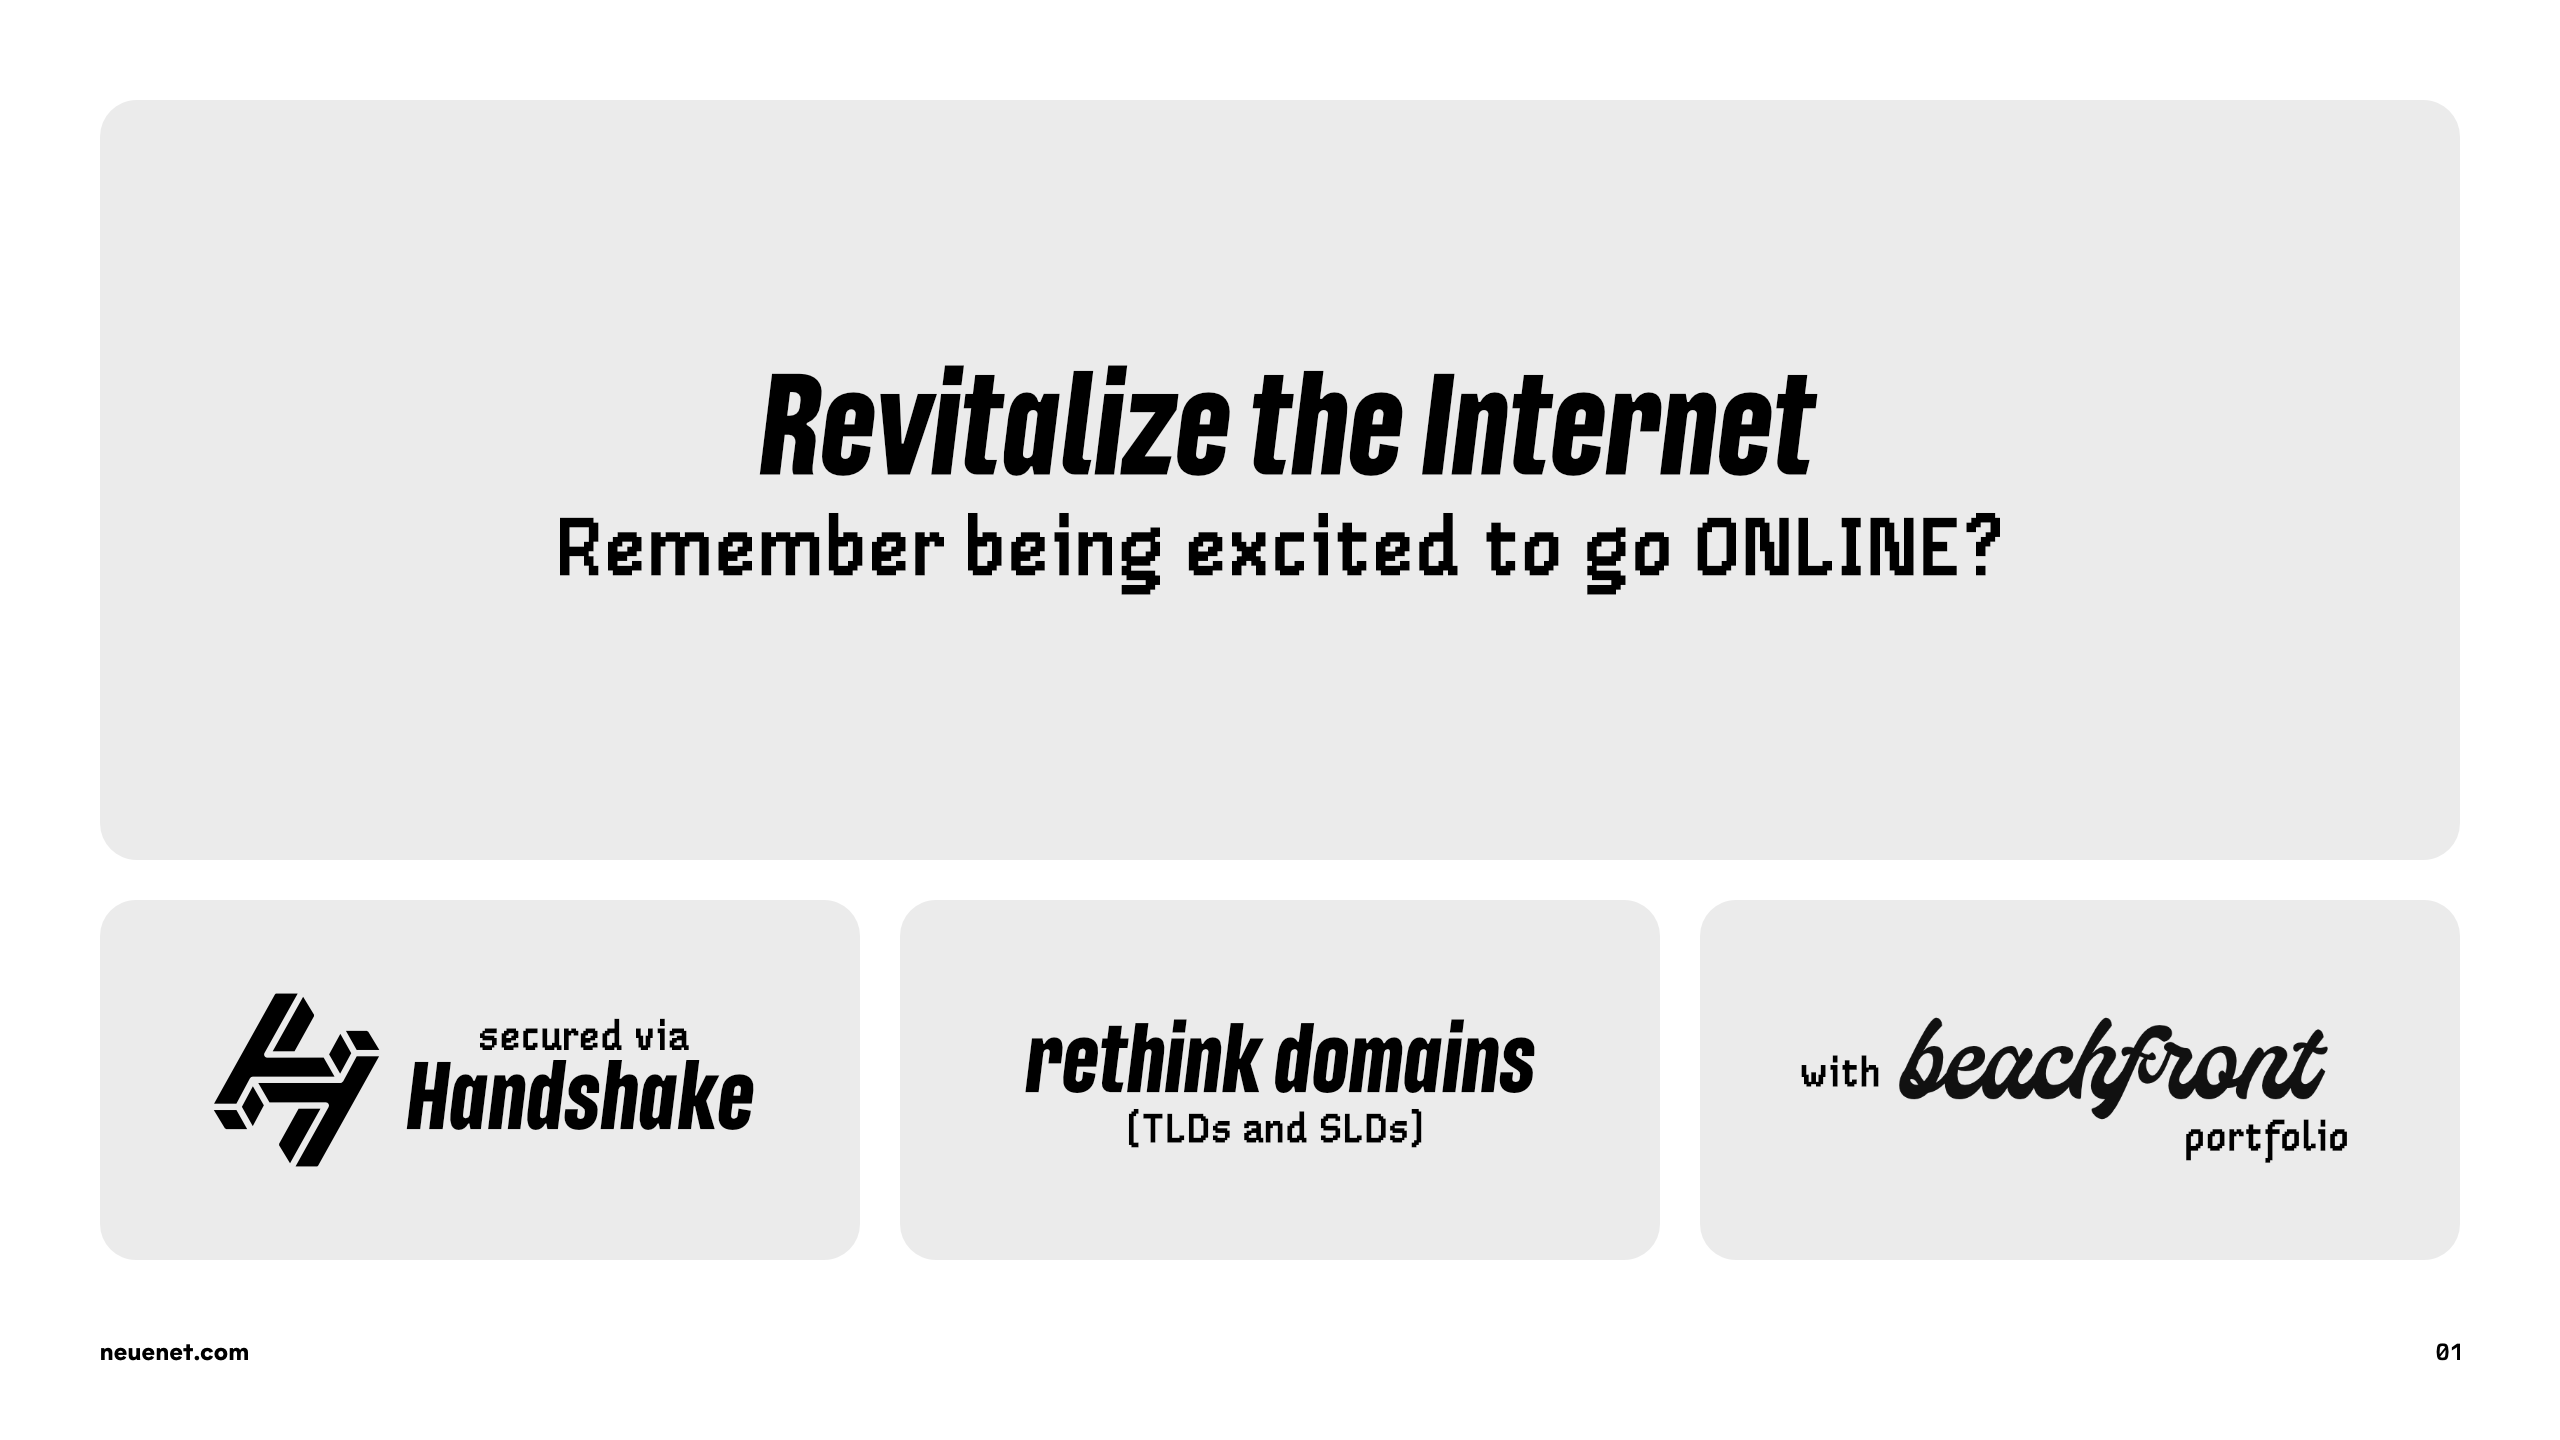 Revitalize the Internet
Remember being excited to go ONLINE?
secured via
Handshake
rethink domains
(TLDs and SLDs)
with beachfront
portfolio
neuenet.com
01